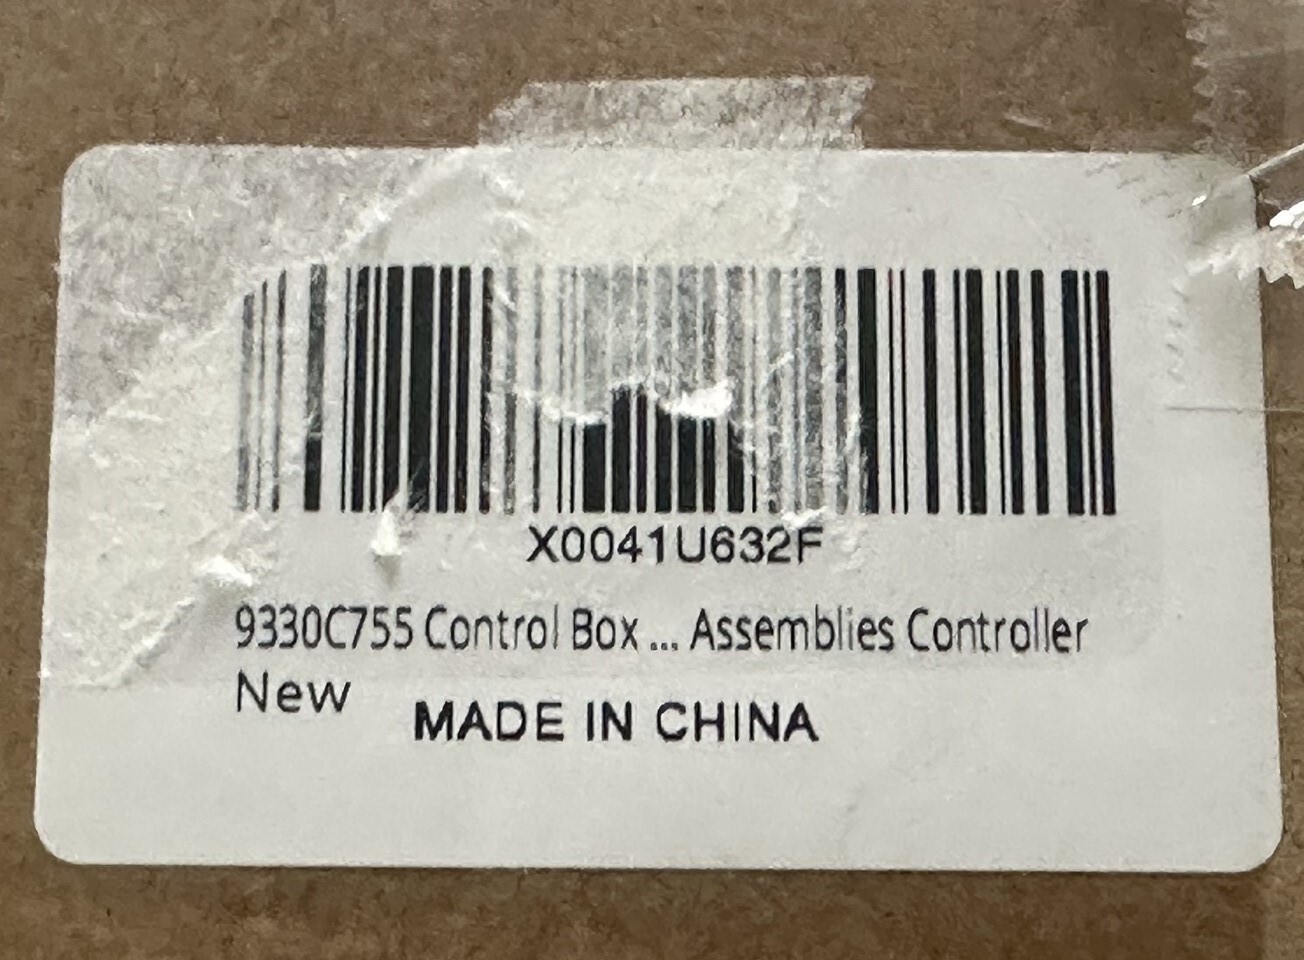 X0041U632F
9330C755 Control Box ... Assemblies Controller
New
MADE IN CHINA